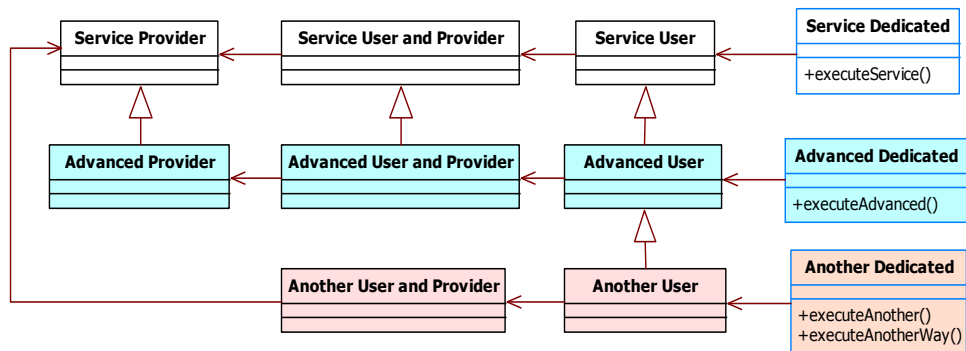 Service Provider
Service User and Provider
Service User
Service Dedicated
+executeService()
Advanced Provider
Advanced User and Provider
Advanced User
Advanced Dedicated
+executeAdvanced()
Another User and Provider
Another User
Another Dedicated
+executeAnother()
+executeAnotherWay()